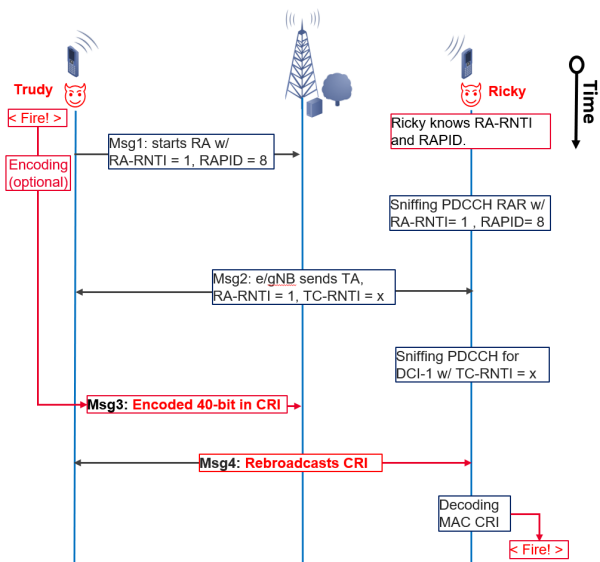 Trudy
Ricky
Time
< Fire! >
Ricky knows RA-RNTI
and RAPID.
Msg1: starts RA w/
RA-RNTI = 1, RAPID = 8
Encoding
(optional)
Sniffing PDCCH RAR w/
RA-RNTI= 1 , RAPID= 8
Msg2: e/gNB sends TA,
RA-RNTI = 1, TC-RNTI = x
Sniffing PDCCH for
DCI-1 w/ TC-RNTI = x
Msg3: Encoded 40-bit in CRI
Msg4: Rebroadcasts CRI
Decoding
MAC CRI
< Fire! >